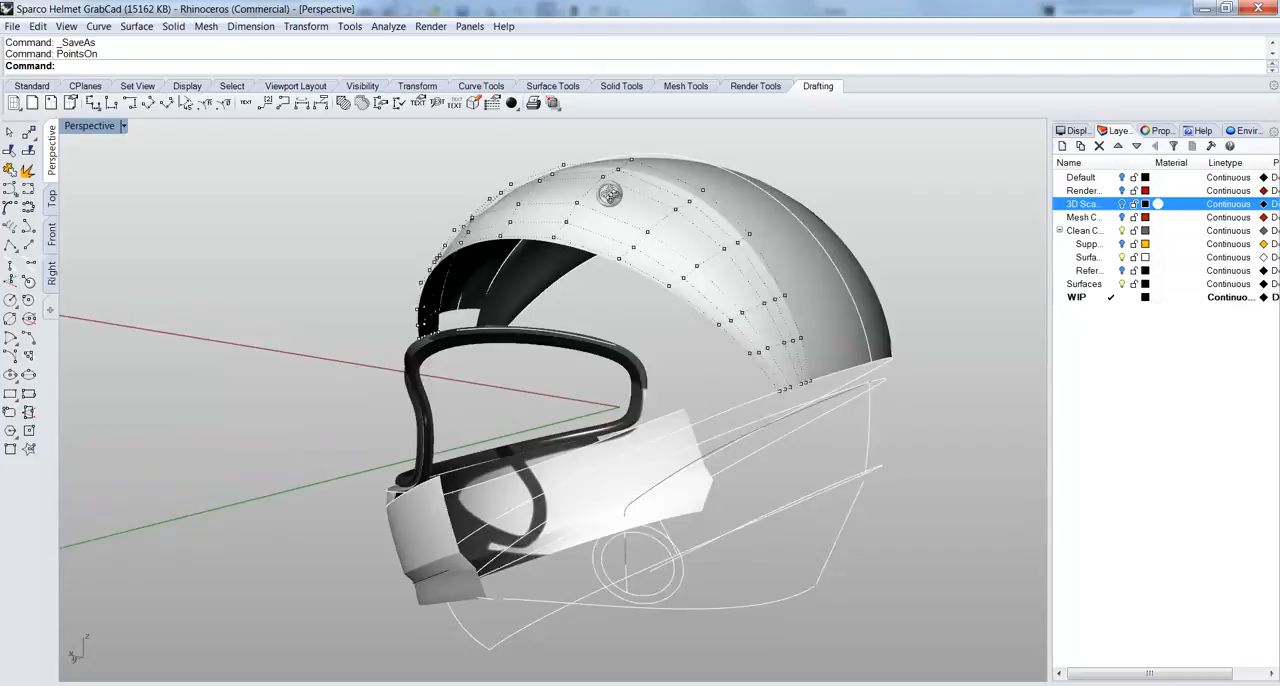 Sparco Helmet GrabCad (15162 KB) - Rhinoceros (Commercial) - [Perspective]
File Edit View Curve Surface Solid Mesh Dimension Transform Tools Analyze Render Panels Help
Command: _SaveAs
Command: PointsOn
Command:
Standard CPlanes Set View Display Select Viewport Layout Visibility Transform Curve Tools Surface Tools Solid Tools Mesh Tools Render Tools Drafting
Perspective
Perspective
Top
Front
Right
Displ... Laye... Prop... Help Envir...
Name Material Linetype P
Default Continuous D
Render... Continuous D
3D Sca... Continuous D
Mesh C... Continuous D
Clean C... Continuous D
Supp... Continuous D
Surfa... Continuous D
Refer... Continuous D
Surfaces Continuous D
WIP Continuo... D
z
y
x